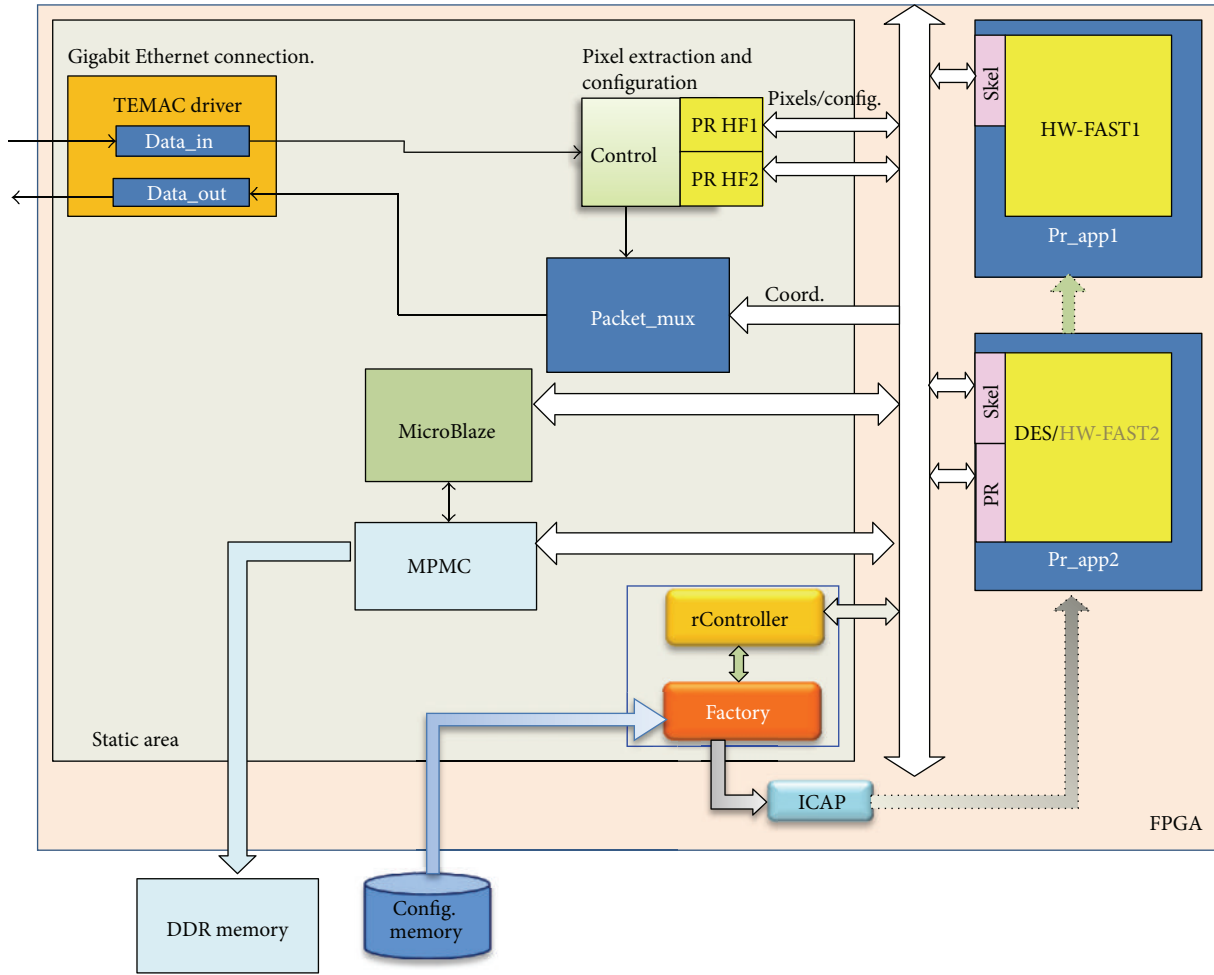 Gigabit Ethernet connection.
TEMAC driver
Data_in
Data_out
Pixel extraction and
configuration
Control
PR HF1
PR HF2
Pixels/config.
Skel
HW-FAST1
Pr_app1
Packet_mux
Coord.
MicroBlaze
Skel
PR
DES/HW-FAST2
Pr_app2
MPMC
rController
Factory
Static area
ICAP
FPGA
DDR memory
Config.
memory